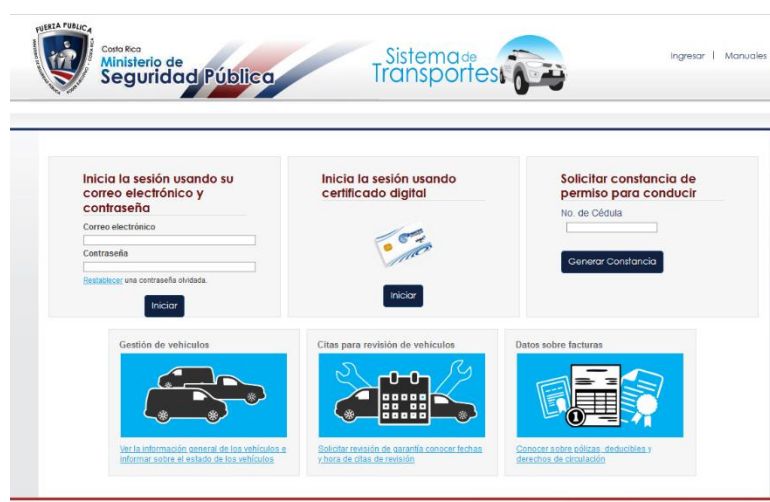 FUERZA PUBLICA
Costa Rica
Ministerio de
Seguridad Pública
Sistema de
Transportes
Ingresar | Manuales
Inicia la sesión usando su
correo electrónico y
contraseña
Correo electrónico
Contraseña
Restablecer una contraseña olvidada.
Iniciar
Inicia la sesión usando
certificado digital
Iniciar
Solicitar constancia de
permiso para conducir
No. de Cédula
Generar Constancia
Gestión de vehículos
Ver la información general de los vehículos e
informar sobre el estado de los vehículos
Citas para revisión de vehículos
Solicitar revisión de garantía conocer fechas
y hora de citas de revisión
Datos sobre facturas
1
Conocer sobre pólizas, deducibles y
derechos de circulación